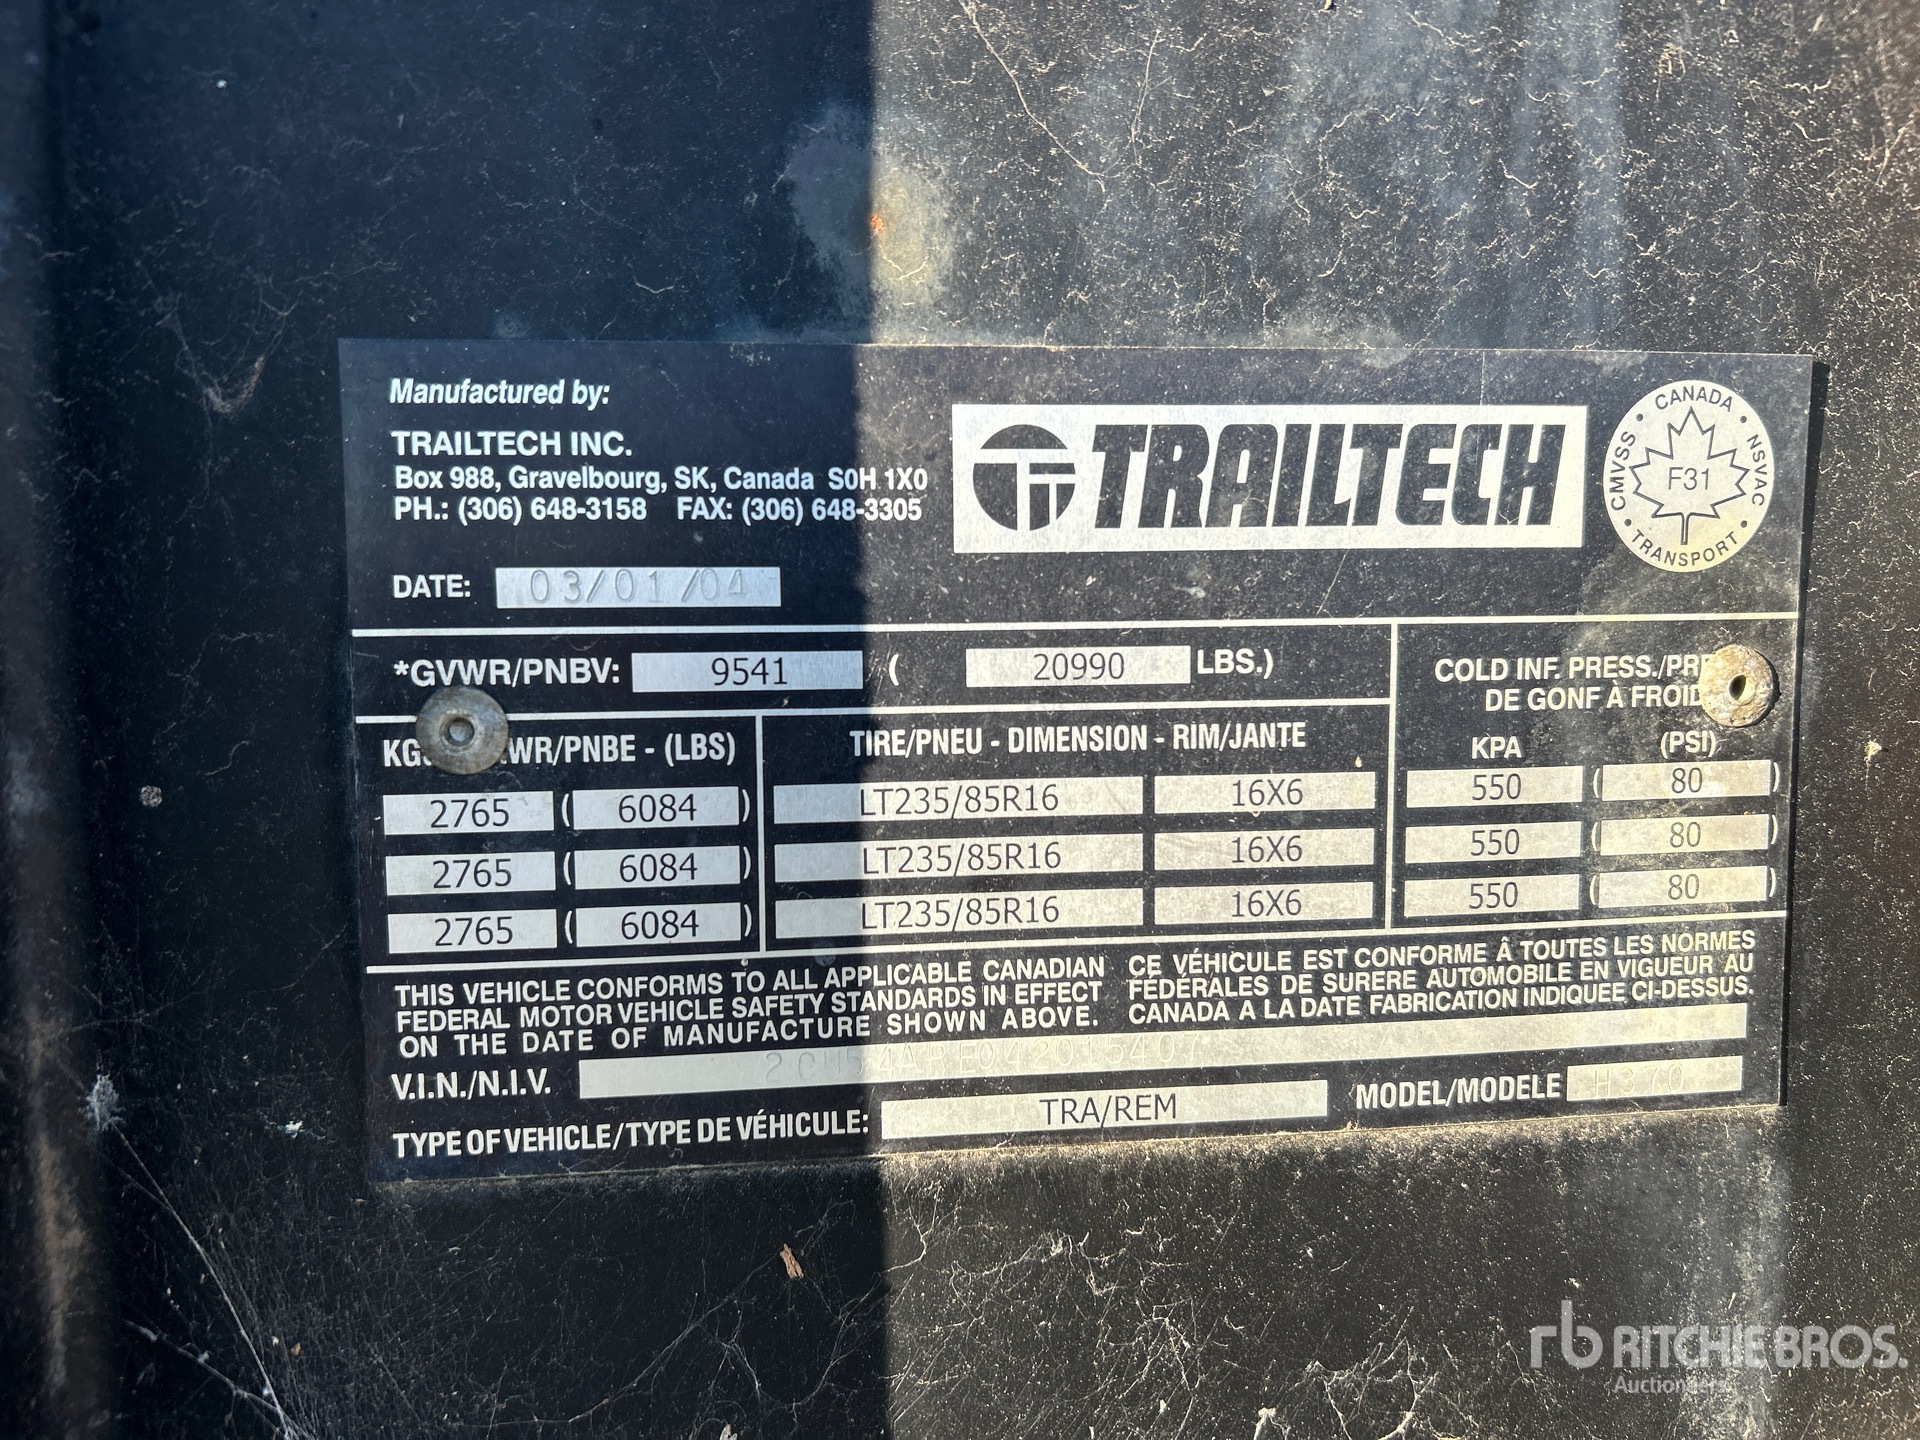 Manufactured by:
TRAILTECH INC.
Box 988, Gravelbourg, SK, Canada S0H 1X0
PH.: (306) 648-3158 FAX: (306) 648-3305
TRAILTECH
CANADA
CMVSS • NSVAC
F31
TRANSPORT
DATE: 03/01/04
*GVWR/PNBV: 9541 ( 20990 LBS.)
COLD INF. PRESS./
DE GONF À FROID
/PNBE - (LBS) TIRE/PNEU - DIMENSION - RIM/JANTE KPA (PSI)
2765 ( 6084 ) LT235/85R16 16X6 550 ( 80 )
2765 ( 6084 ) LT235/85R16 16X6 550 ( 80 )
2765 ( 6084 ) LT235/85R16 16X6 550 ( 80 )
THIS VEHICLE CONFORMS TO ALL APPLICABLE CANADIAN
FEDERAL MOTOR VEHICLE SAFETY STANDARDS IN EFFECT
ON THE DATE OF MANUFACTURE SHOWN ABOVE.
CE VÉHICULE EST CONFORME Â TOUTES LES NORMES
FÉDÉRALES DE SURERE AUTOMOBILE EN VIGUEUR AU
CANADA A LA DATE FABRICATION INDIQUEE CI-DESSUS.
V.I.N./N.I.V.
TYPE OF VEHICLE/TYPE DE VÉHICULE: TRA/REM MODEL/MODELE H370
rb RITCHIE BROS.
Auctioneers